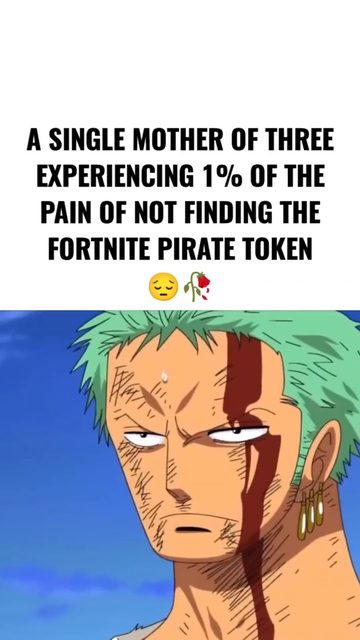 A SINGLE MOTHER OF THREE
EXPERIENCING 1% OF THE
PAIN OF NOT FINDING THE
FORTNITE PIRATE TOKEN
😔🥀